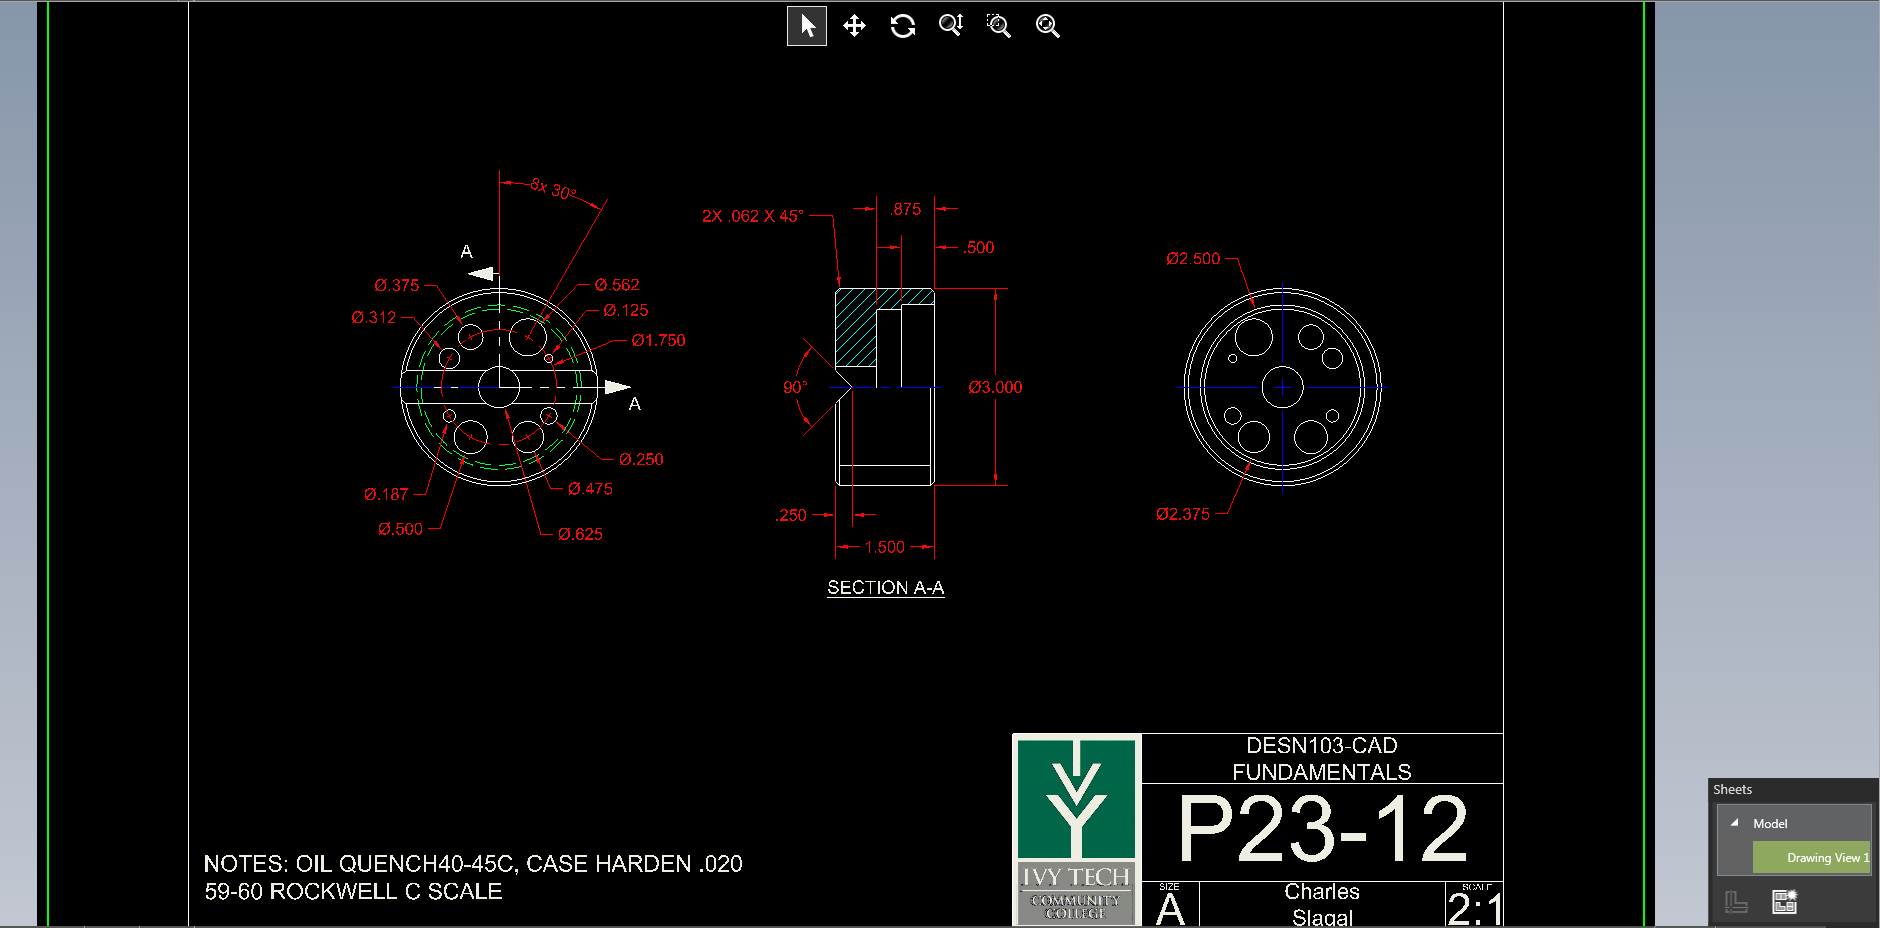 8x 30°
A
Ø.375
Ø.562
Ø.312
Ø.125
Ø1.750
A
Ø.250
Ø.187
Ø.475
Ø.500
Ø.625
2X .062 X 45°
.875
.500
90°
Ø3.000
.250
1.500
SECTION A-A
Ø2.500
Ø2.375
NOTES: OIL QUENCH40-45C, CASE HARDEN .020
59-60 ROCKWELL C SCALE
DESN103-CAD
FUNDAMENTALS
P23-12
IVY TECH
COMMUNITY
COLLEGE
SIZE
A
Charles
Slagal
SCALE
2:1
Sheets
Model
Drawing View 1